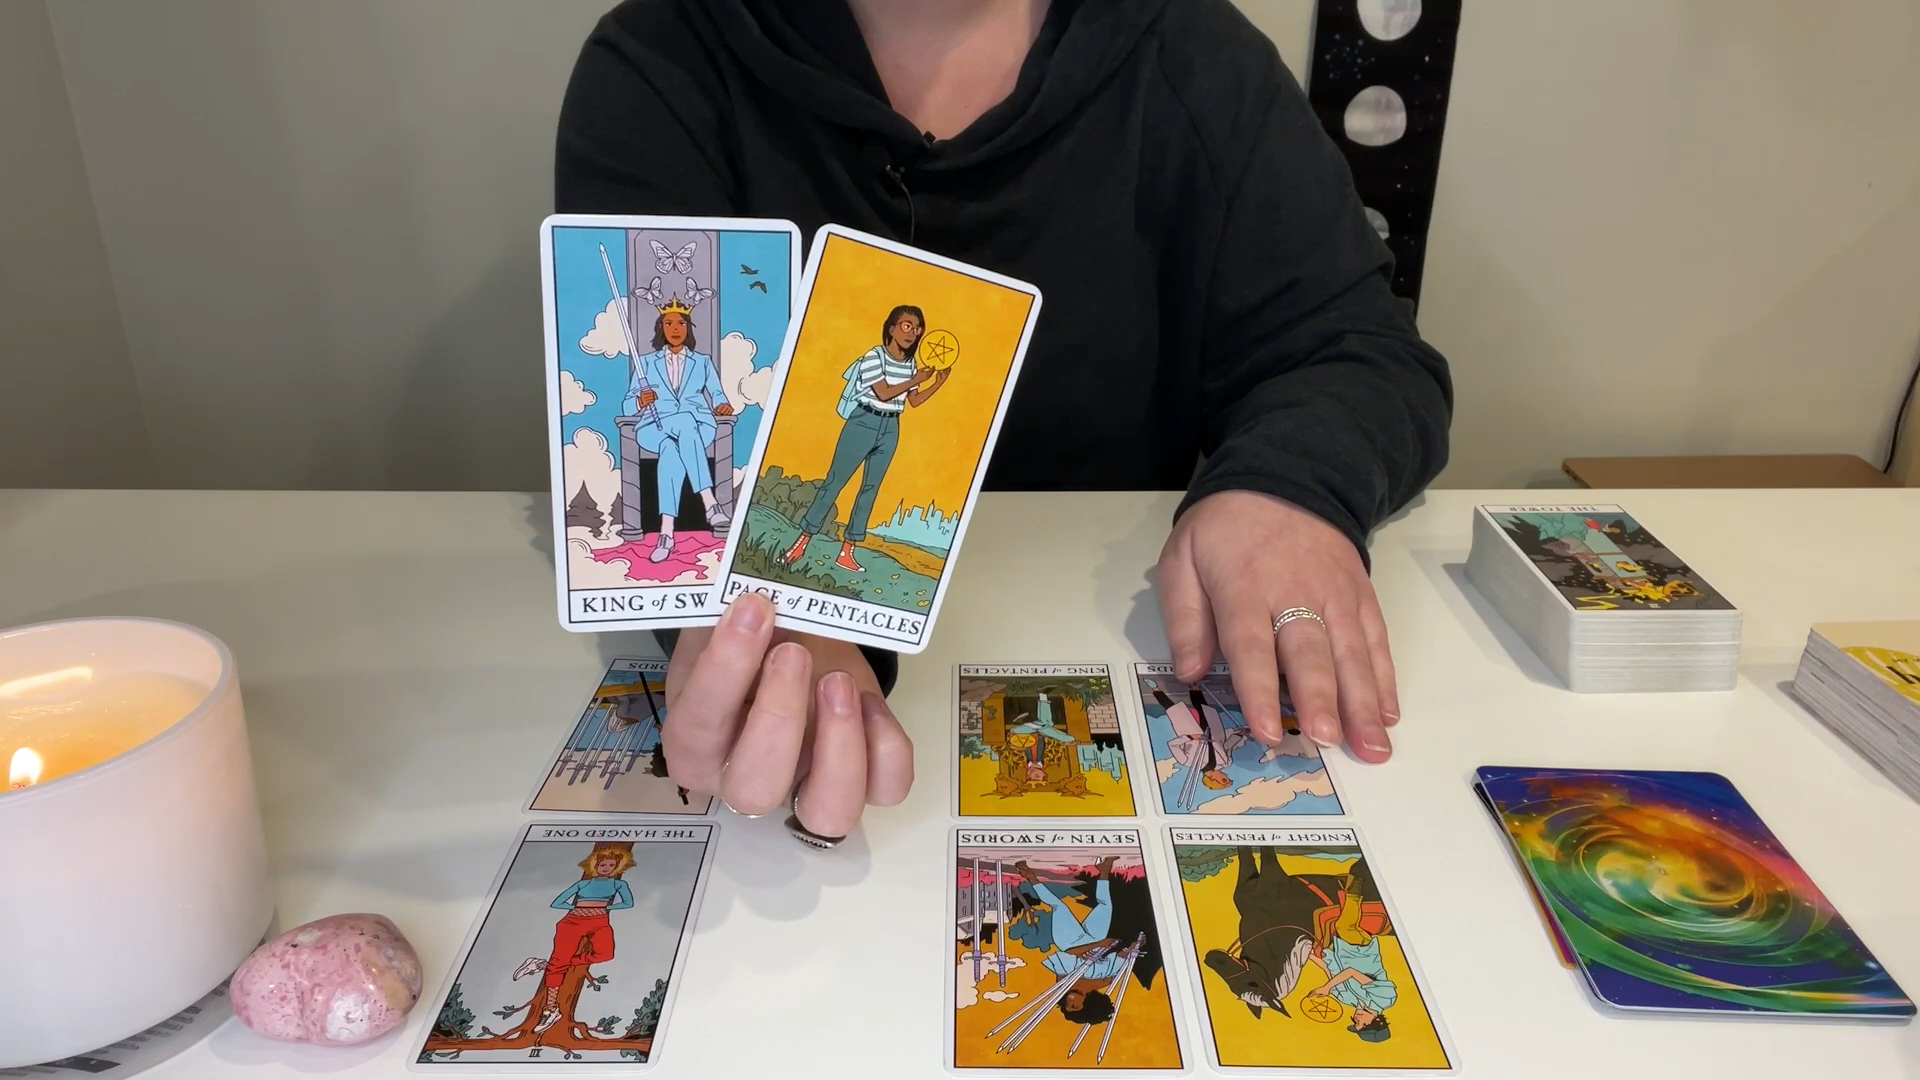 THE TOWER
KING of SW
PAGE of PENTACLES
KING of PENTACLES
THE HANGED ONE
SEVEN of SWORDS
KNIGHT of PENTACLES